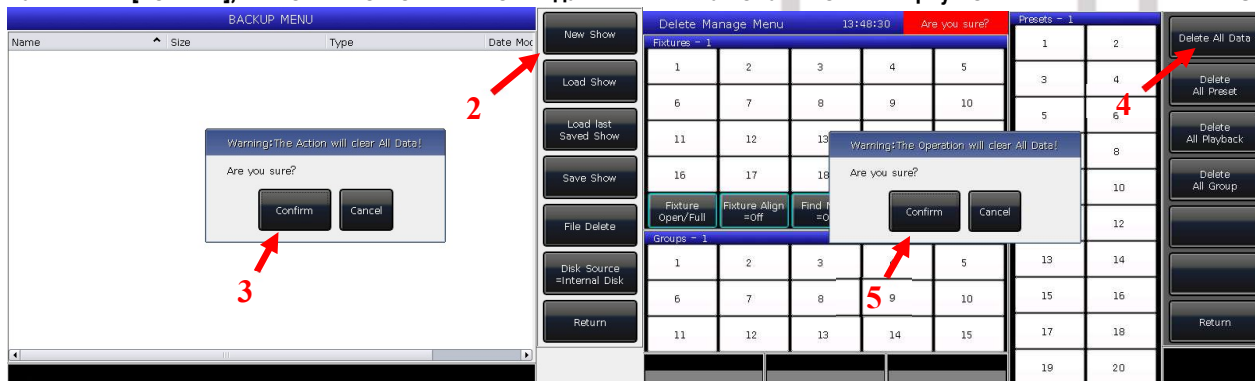 BACKUP MENU
Name
Size
Type
Date Mod
Warning:The Action will clear All Data!
Are you sure?
Confirm
Cancel
New Show
Load Show
Load last
Saved Show
Save Show
File Delete
Disk Source
=Internal Disk
Return
2
3
Delete Manage Menu
13:48:30
Are you sure?
Fixtures - 1
1 2 3 4 5
6 7 8 9 10
11 12 13
16 17 18
Fixture
Open/Full
Fixture Align
=Off
Find
Warning:The Operation will clear All Data!
Are you sure?
Confirm
Cancel
Groups - 1
1 2 3 5
6 7 8 9 10
11 12 13 14 15
5
Presets - 1
1 2
3 4
5 6
8
10
12
13 14
15 16
17 18
19 20
Delete All Data
Delete
All Preset
Delete
All Playback
Delete
All Group
Return
4